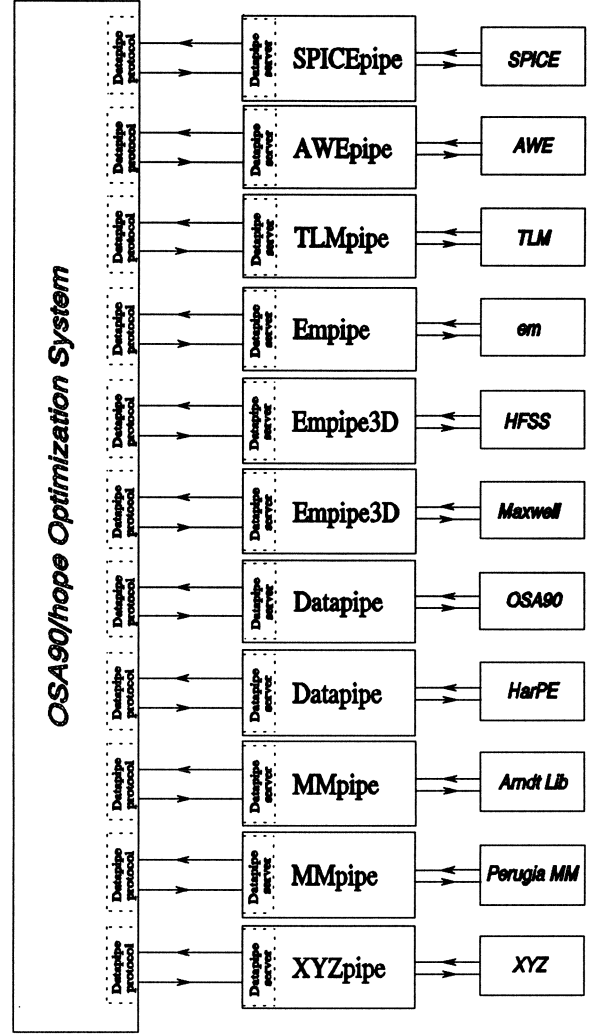 OSA90/hope Optimization System
Datapipe
protocol
Datapipe
server
SPICEpipe
SPICE
Datapipe
protocol
Datapipe
server
AWEpipe
AWE
Datapipe
protocol
Datapipe
server
TLMpipe
TLM
Datapipe
protocol
Datapipe
server
Empipe
em
Datapipe
protocol
Datapipe
server
Empipe3D
HFSS
Datapipe
protocol
Datapipe
server
Empipe3D
Maxwell
Datapipe
protocol
Datapipe
server
Datapipe
OSA90
Datapipe
protocol
Datapipe
server
Datapipe
HarPE
Datapipe
protocol
Datapipe
server
MMpipe
Arndt Lib
Datapipe
protocol
Datapipe
server
MMpipe
Perugia MM
Datapipe
protocol
Datapipe
server
XYZpipe
XYZ